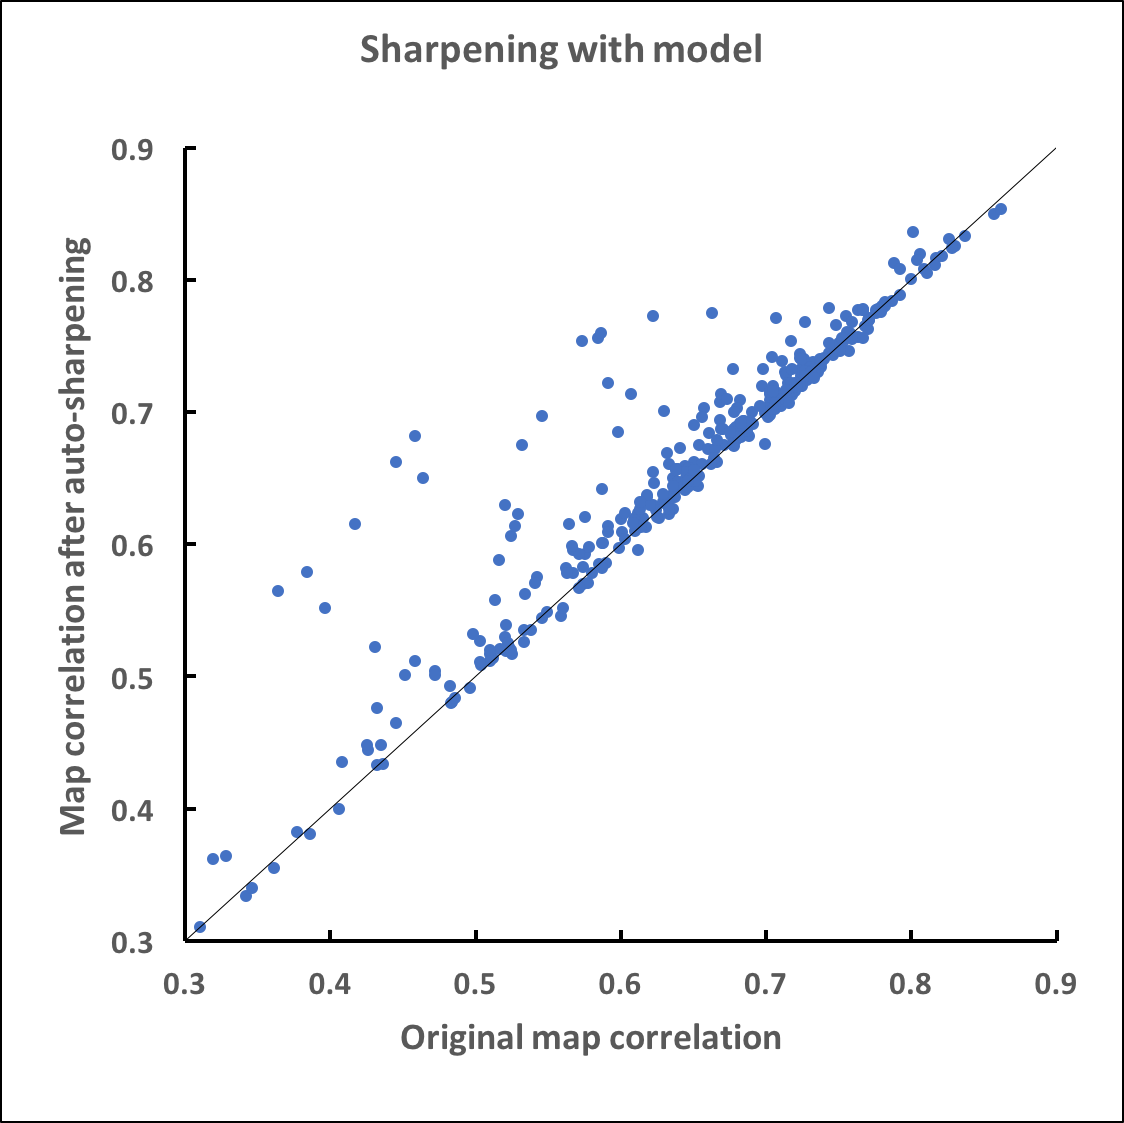 Sharpening with model
0.9
0.8
0.7
0.6
0.5
0.4
0.3
Map correlation after auto-sharpening
0.3 0.4 0.5 0.6 0.7 0.8 0.9
Original map correlation